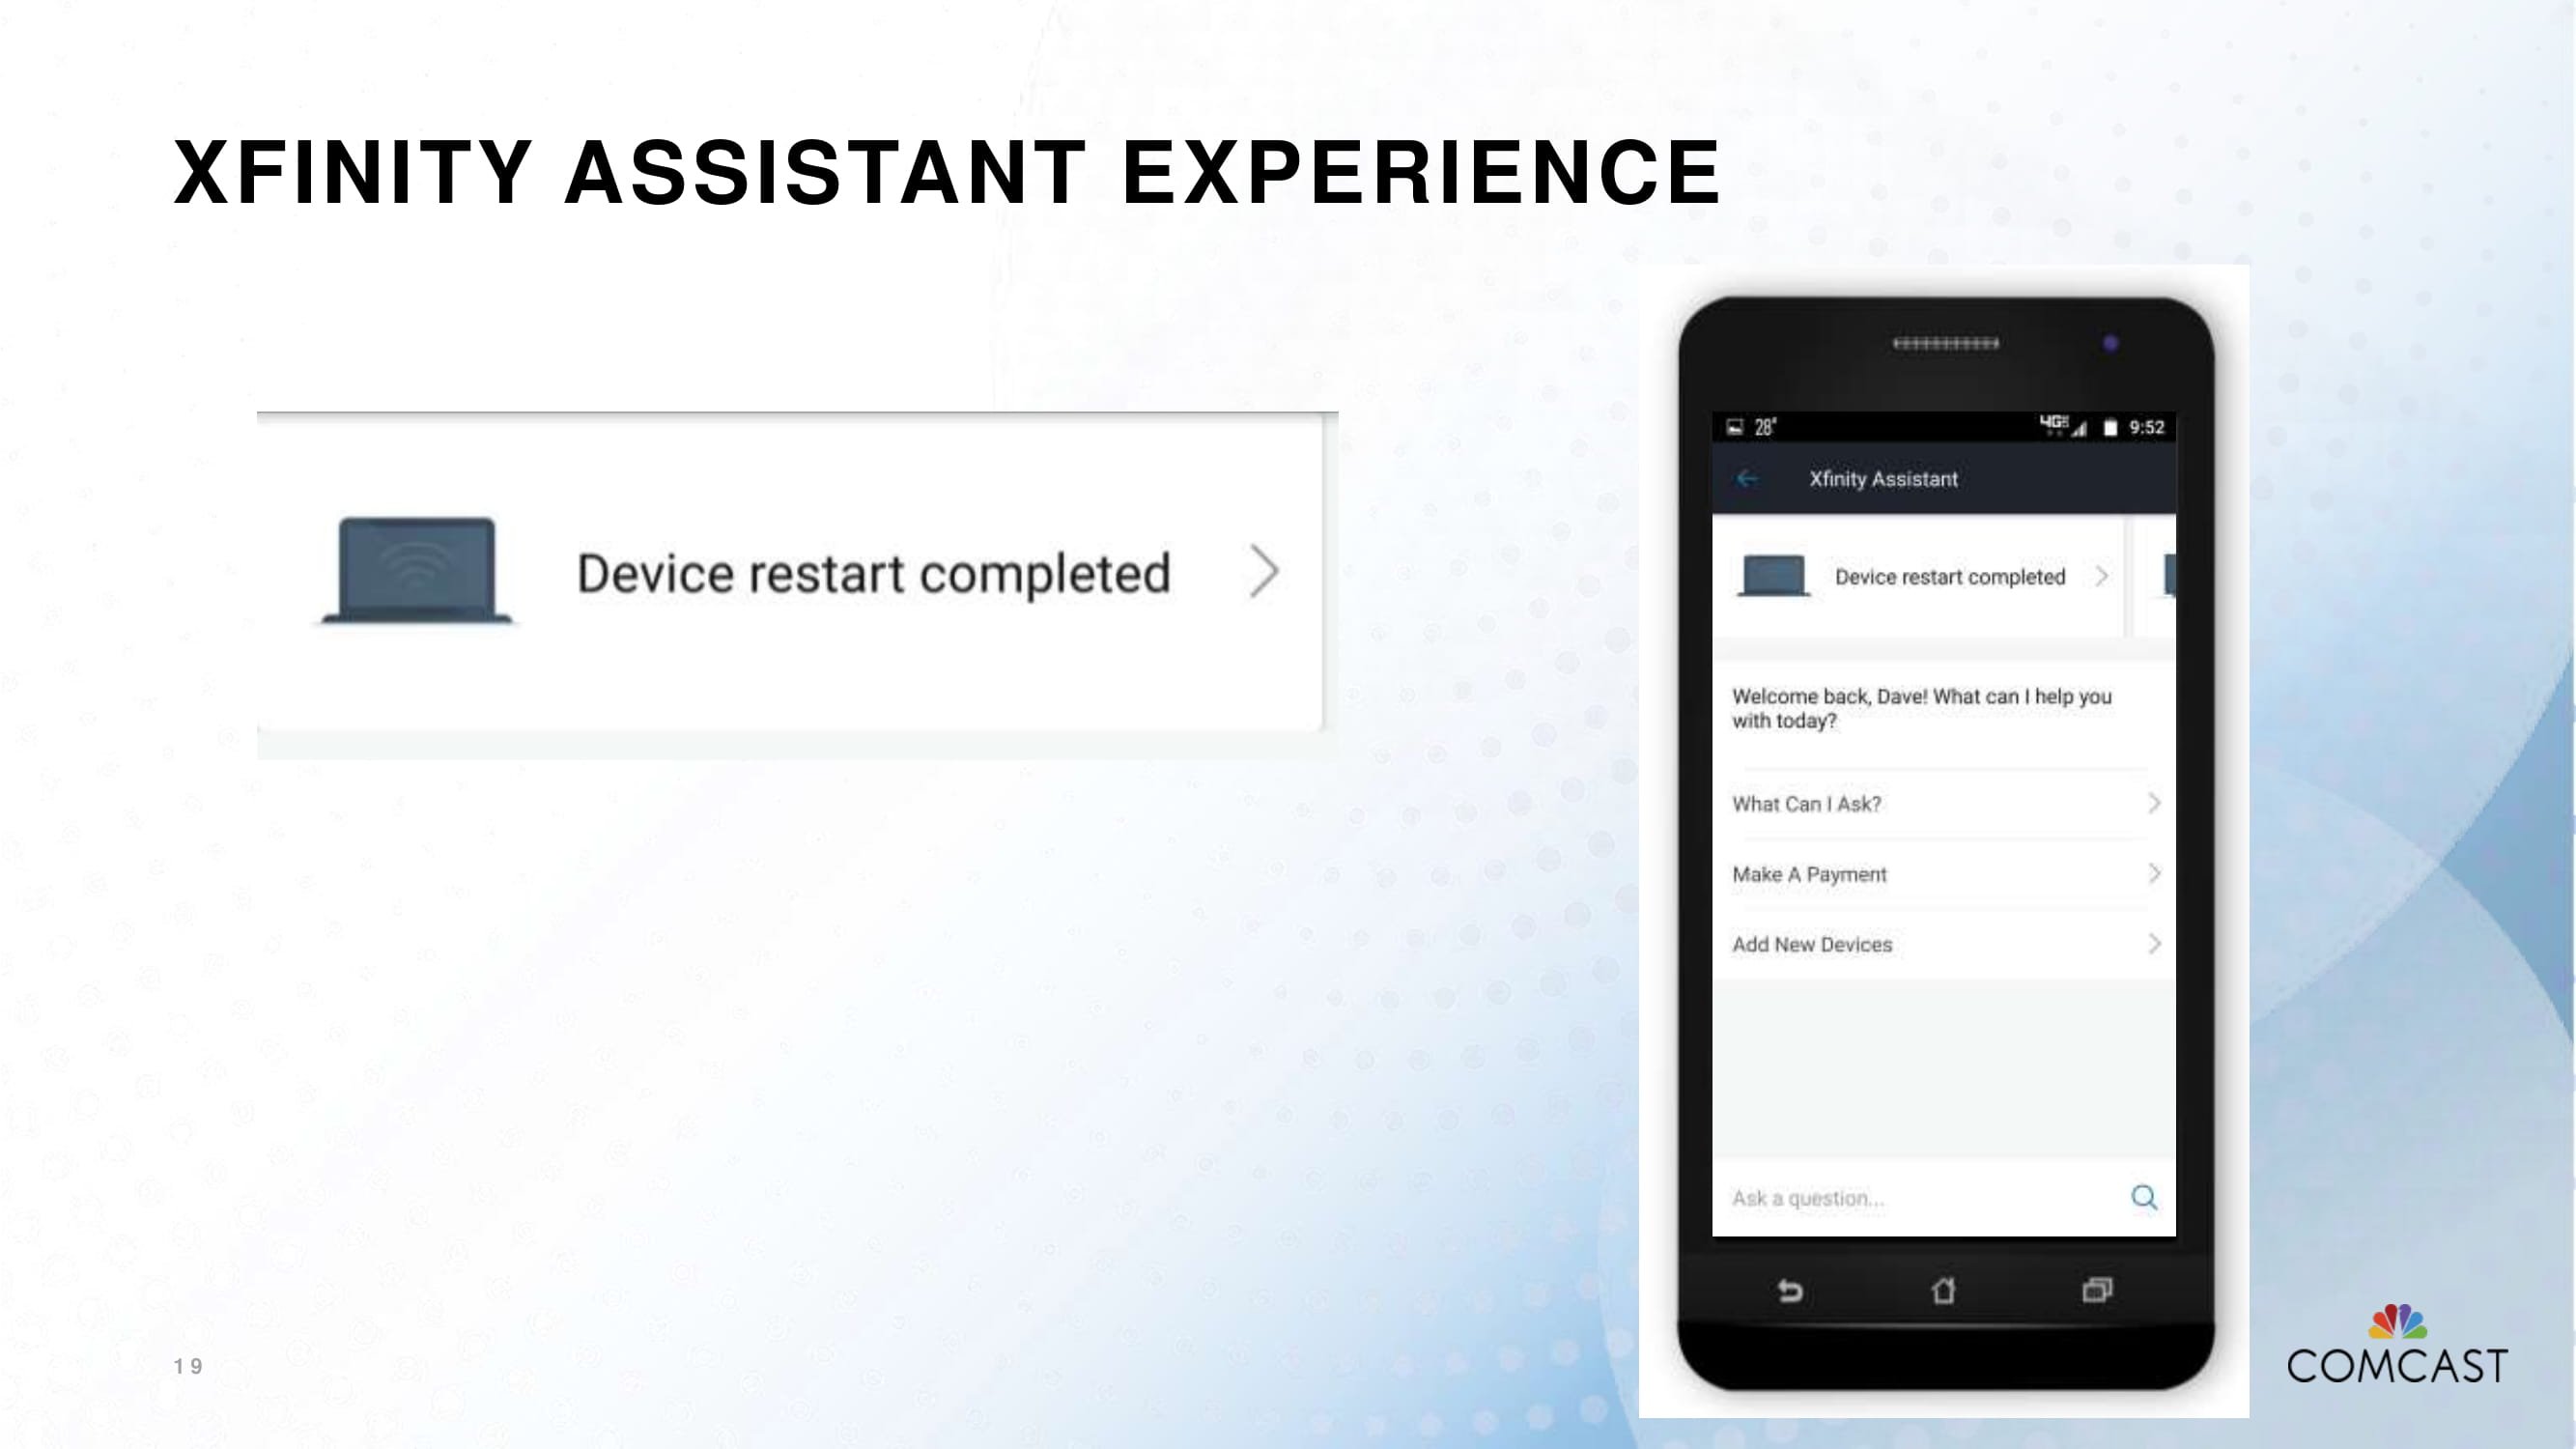 XFINITY ASSISTANT EXPERIENCE
Device restart completed
28°
4G
9:52
Xfinity Assistant
Device restart completed
Welcome back, Dave! What can I help you
with today?
What Can I Ask?
Make A Payment
Add New Devices
Ask a question...
19
COMCAST